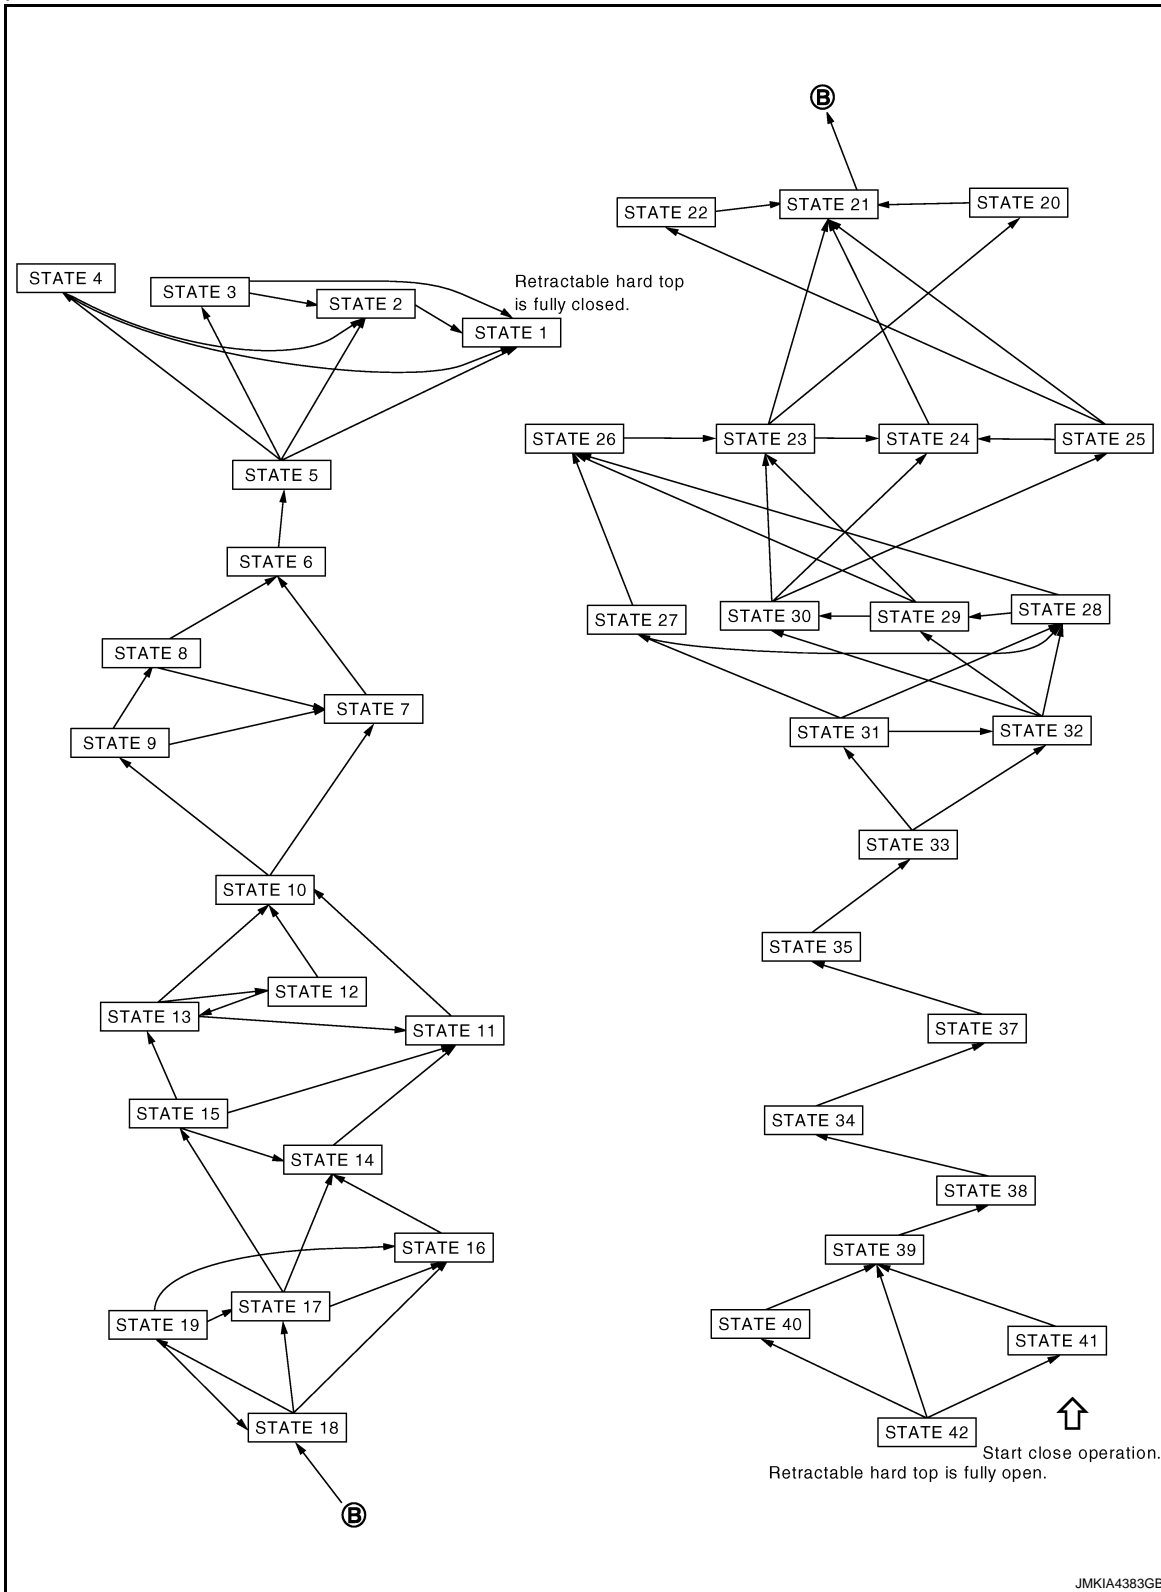 B
STATE 20
STATE 21
STATE 22
STATE 4
STATE 3
STATE 2
STATE 1
Retractable hard top
is fully closed.
STATE 26
STATE 23
STATE 24
STATE 25
STATE 5
STATE 6
STATE 27
STATE 30
STATE 29
STATE 28
STATE 8
STATE 7
STATE 9
STATE 31
STATE 32
STATE 33
STATE 10
STATE 35
STATE 12
STATE 13
STATE 11
STATE 37
STATE 15
STATE 34
STATE 14
STATE 38
STATE 16
STATE 39
STATE 17
STATE 19
STATE 40
STATE 41
STATE 18
STATE 42
Start close operation.
Retractable hard top is fully open.
B
JMKIA4383GB